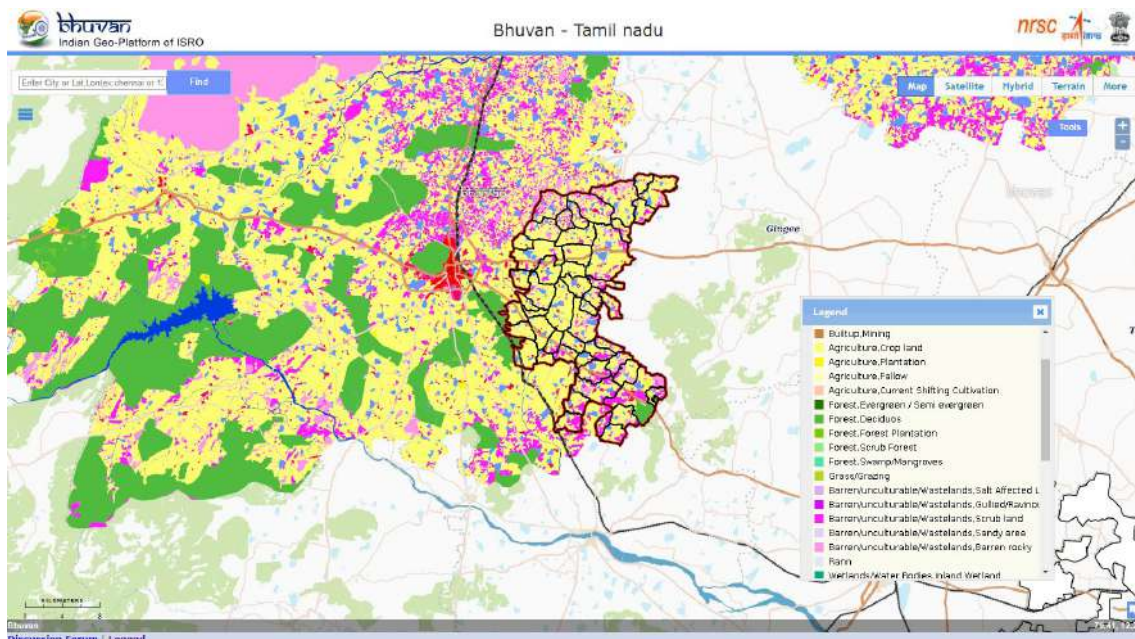 bhuvan
Indian Geo-Platform of ISRO
Bhuvan - Tamil nadu
nrsc
Find
Map Satellite Hybrid Terrain More
Tools
+
-
Gingee
Legend
Builtup,Mining
Agriculture,Crop land
Agriculture,Plantation
Agriculture,Fallow
Agriculture,Current Shifting Cultivation
Forest,Evergreen / Semi evergreen
Forest,Deciduos
Forest,Forest Plantation
Forest,Scrub Forest
Forest,Swamp/Mangroves
Grass/Grazing
Barren/unculturable/Wastelands,Salt Affected L
Barren/unculturable/Wastelands,Gullied/Ravino
Barren/unculturable/Wastelands,Scrub land
Barren/unculturable/Wastelands,Sandy area
Barren/unculturable/Wastelands,Barren rocky
Rann
Wetlands/Water Bodies,Inland Wetland
Bhuvan
Discussion Forum | Legend